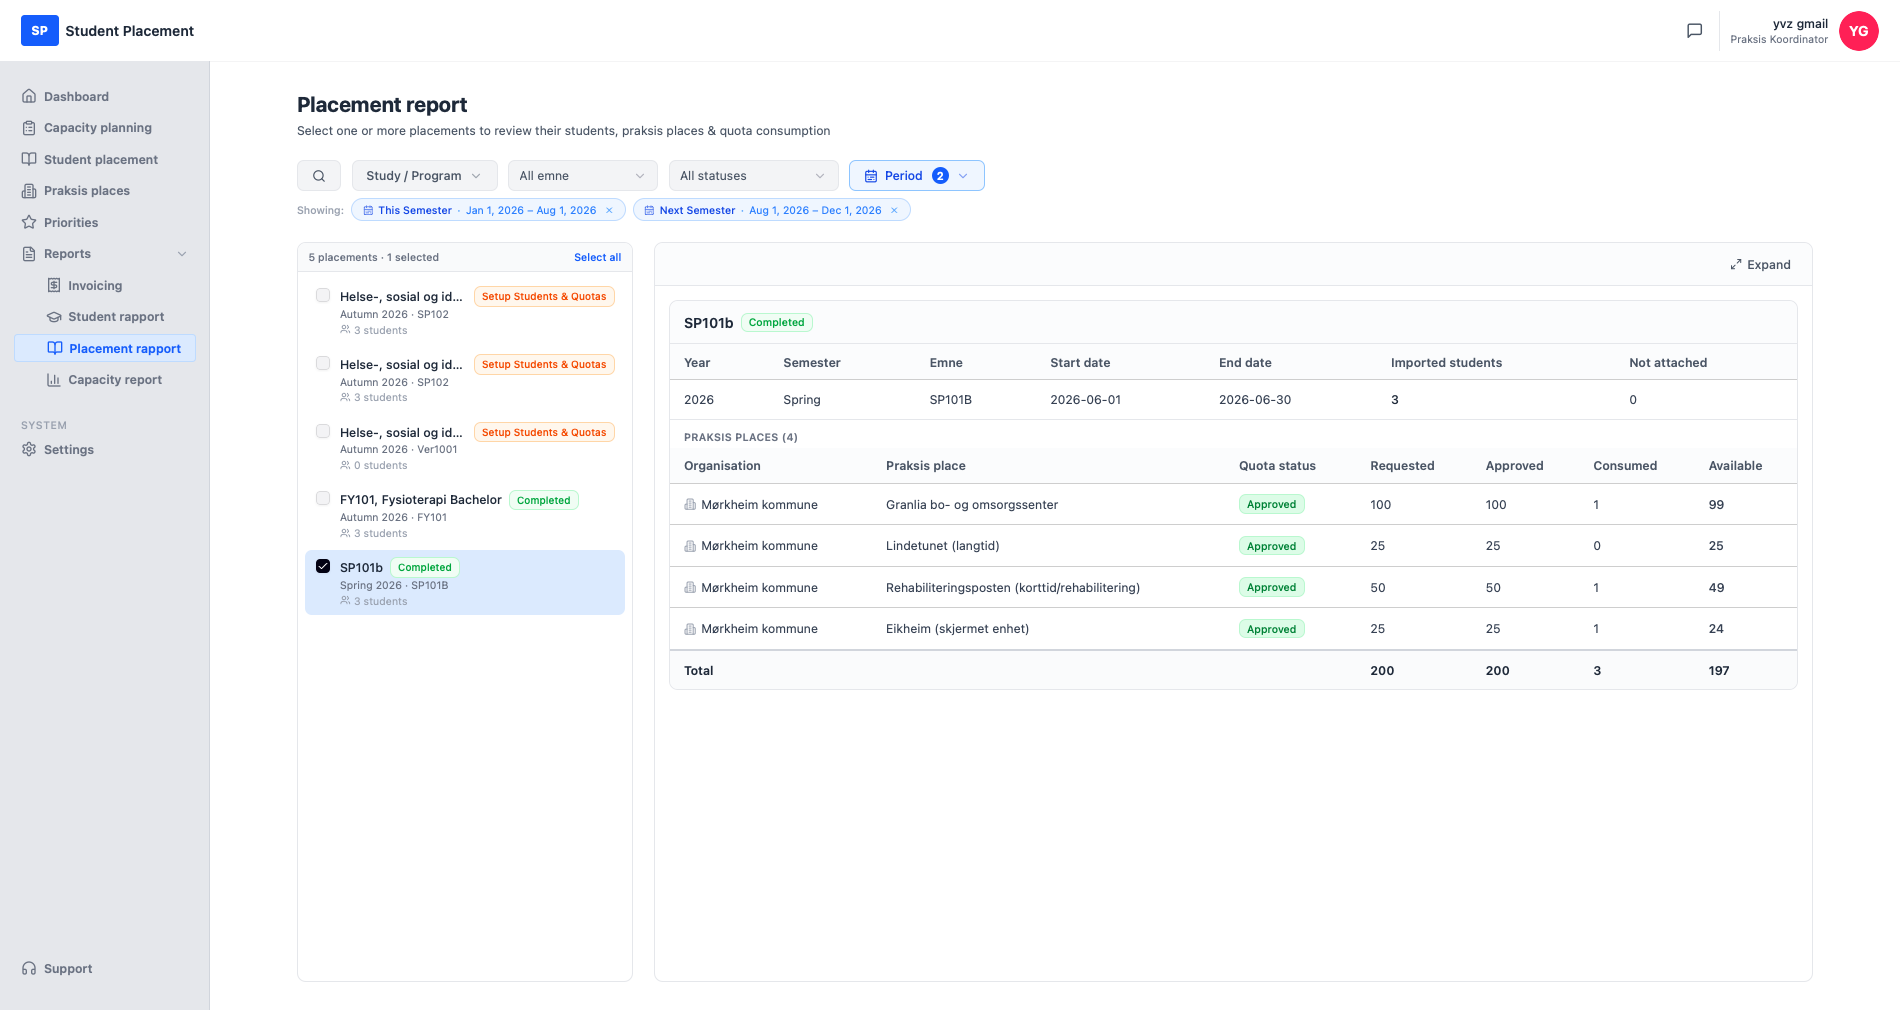 SP Student Placement
yvz gmail
Praksis Koordinator
YG
Dashboard
Capacity planning
Student placement
Praksis places
Priorities
Reports
Invoicing
Student rapport
Placement rapport
Capacity report
SYSTEM
Settings
Support
Placement report
Select one or more placements to review their students, praksis places & quota consumption
Study / Program
All emne
All statuses
Period 2
Showing: This Semester · Jan 1, 2026 – Aug 1, 2026 × Next Semester · Aug 1, 2026 – Dec 1, 2026 ×
5 placements · 1 selected Select all
Helse-, sosial og id... Setup Students & Quotas
Autumn 2026 · SP102
3 students
Helse-, sosial og id... Setup Students & Quotas
Autumn 2026 · SP102
3 students
Helse-, sosial og id... Setup Students & Quotas
Autumn 2026 · Ver1001
0 students
FY101, Fysioterapi Bachelor Completed
Autumn 2026 · FY101
3 students
SP101b Completed
Spring 2026 · SP101B
3 students
Expand
SP101b Completed
Year Semester Emne Start date End date Imported students Not attached
2026 Spring SP101B 2026-06-01 2026-06-30 3 0
PRAKSIS PLACES (4)
Organisation Praksis place Quota status Requested Approved Consumed Available
Mørkheim kommune Granlia bo- og omsorgssenter Approved 100 100 1 99
Mørkheim kommune Lindetunet (langtid) Approved 25 25 0 25
Mørkheim kommune Rehabiliteringsposten (korttid/rehabilitering) Approved 50 50 1 49
Mørkheim kommune Eikheim (skjermet enhet) Approved 25 25 1 24
Total 200 200 3 197